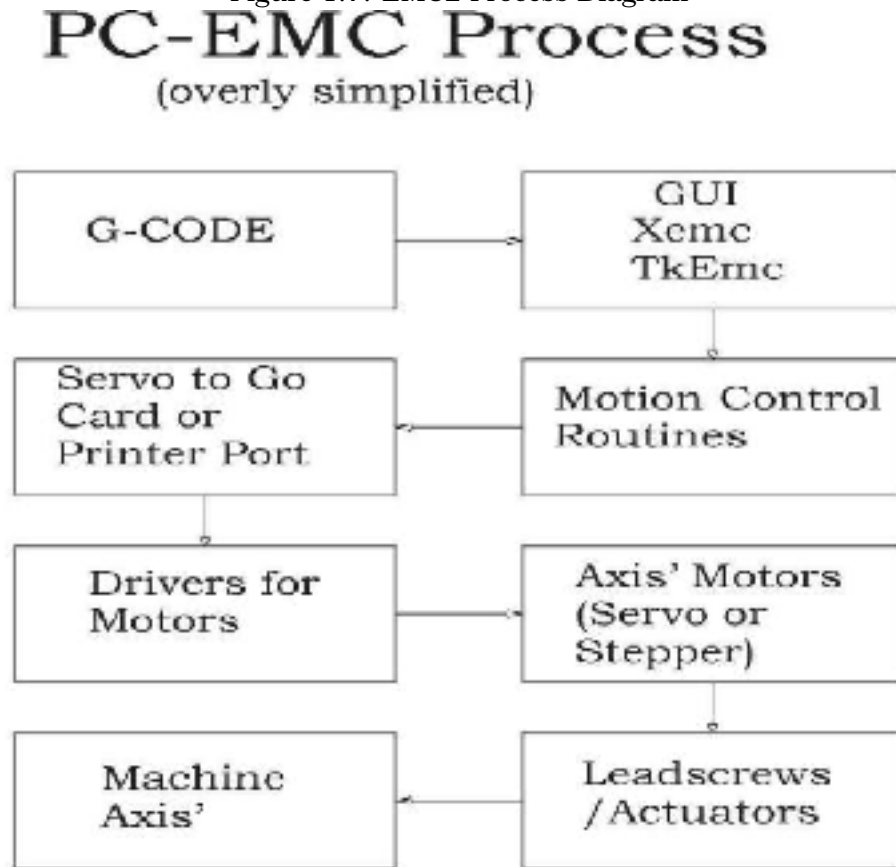 PC-EMC Process
(overly simplified)
G-CODE
GUI
Xemc
TkEmc
Servo to Go
Card or
Printer Port
Motion Control
Routines
Drivers for
Motors
Axis' Motors
(Servo or
Stepper)
Machine
Axis'
Leadscrews
/Actuators